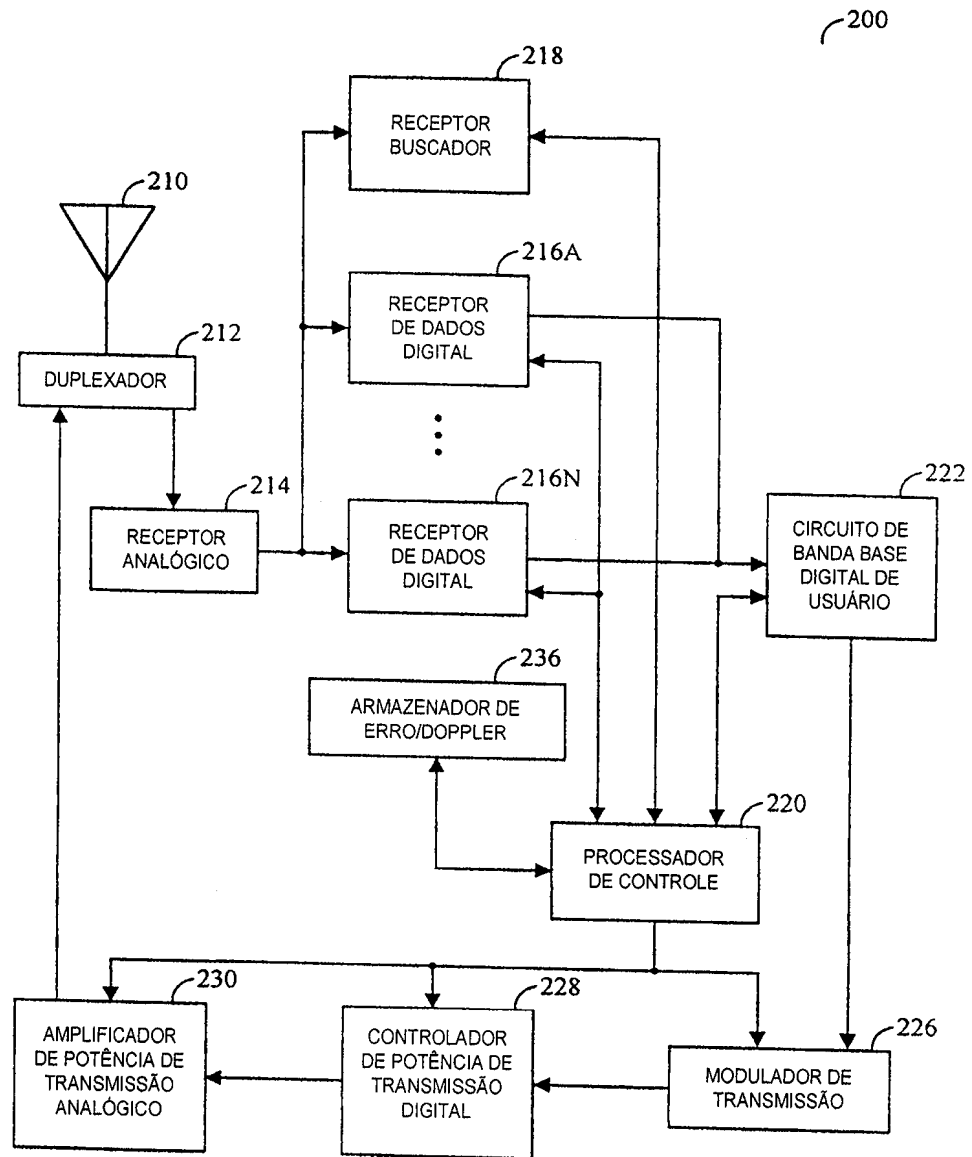 200
218
RECEPTOR
BUSCADOR
210
216A
RECEPTOR
DE DADOS
DIGITAL
212
DUPLEXADOR
214
RECEPTOR
ANALÓGICO
216N
RECEPTOR
DE DADOS
DIGITAL
222
CIRCUITO DE
BANDA BASE
DIGITAL DE
USUÁRIO
236
ARMAZENADOR DE
ERRO/DOPPLER
220
PROCESSADOR
DE CONTROLE
230
AMPLIFICADOR
DE POTÊNCIA DE
TRANSMISSÃO
ANALÓGICO
228
CONTROLADOR
DE POTÊNCIA DE
TRANSMISSÃO
DIGITAL
226
MODULADOR DE
TRANSMISSÃO